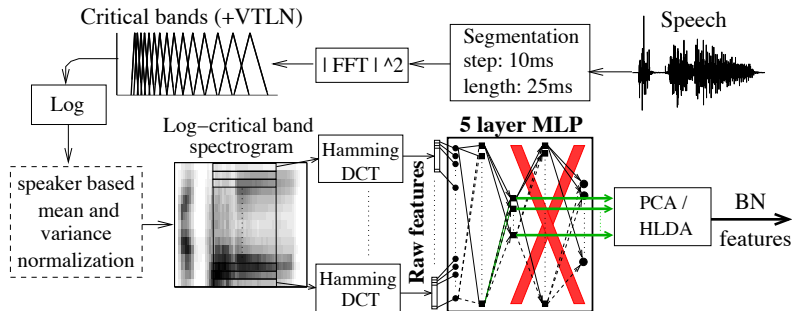 Critical bands (+VTLN)
Speech
Segmentation
step: 10ms
length: 25ms
| FFT | ^2
Log
Log−critical band
spectrogram
5 layer MLP
Hamming
DCT
speaker based
mean and
variance
normalization
Raw features
PCA /
HLDA
BN
features
Hamming
DCT